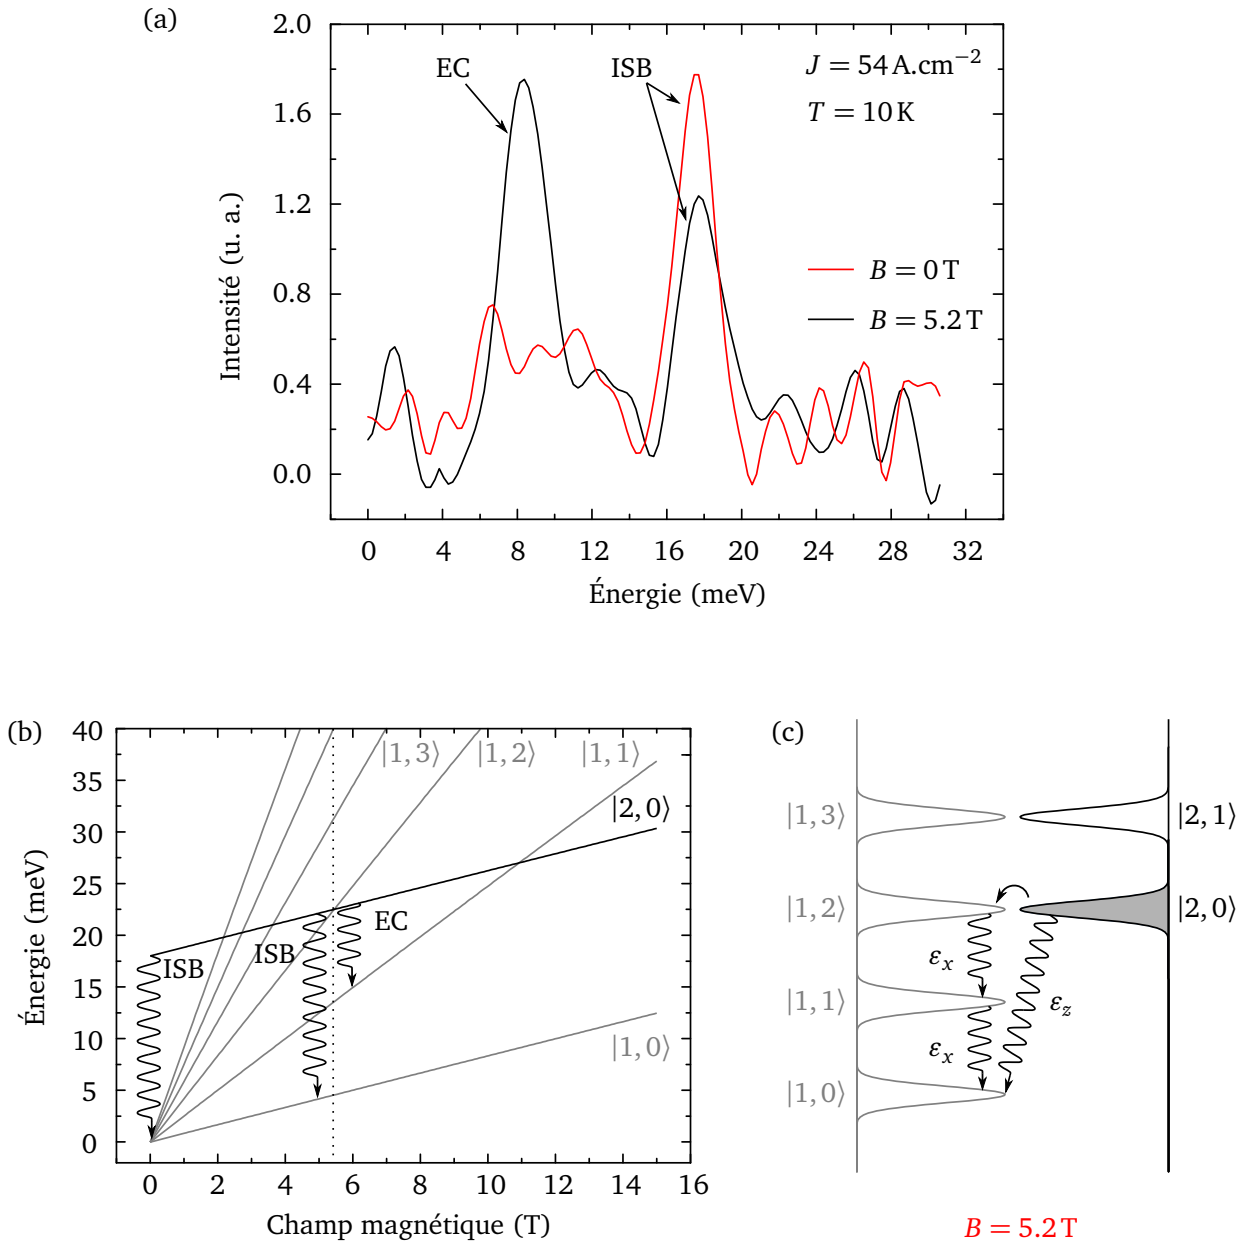 (a)
2.0
1.6
1.2
0.8
0.4
0.0
Intensité (u. a.)
EC
ISB
J = 54 A.cm⁻²
T = 10 K
B = 0 T
B = 5.2 T
0 4 8 12 16 20 24 28 32
Énergie (meV)
(b)
40
35
30
25
20
15
10
5
0
Énergie (meV)
|1, 3⟩ |1, 2⟩ |1, 1⟩
|2, 0⟩
ISB ISB EC
|1, 0⟩
0 2 4 6 8 10 12 14 16
Champ magnétique (T)
(c)
|1, 3⟩ |2, 1⟩
|1, 2⟩ |2, 0⟩
εx
|1, 1⟩ εz
εx
|1, 0⟩
B = 5.2 T